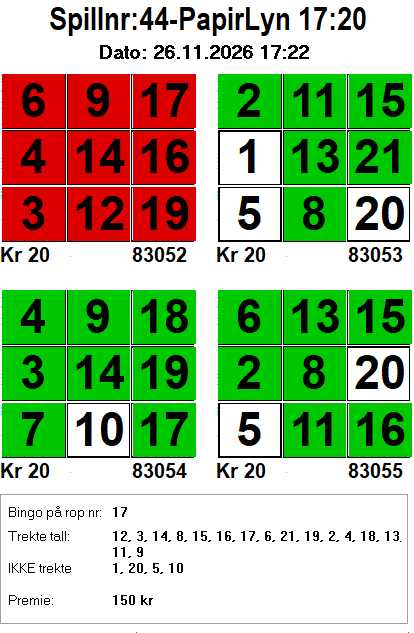 Spillnr:44-PapirLyn 17:20
Dato: 26.11.2026 17:22
6 9 17 2 11 15
4 14 16 1 13 21
3 12 19 5 8 20
Kr 20 83052 Kr 20 83053
4 9 18 6 13 15
3 14 19 2 8 20
7 10 17 5 11 16
Kr 20 83054 Kr 20 83055
Bingo på rop nr: 17
Trekte tall: 12, 3, 14, 8, 15, 16, 17, 6, 21, 19, 2, 4, 18, 13,
11, 9
IKKE trekte 1, 20, 5, 10
Premie: 150 kr